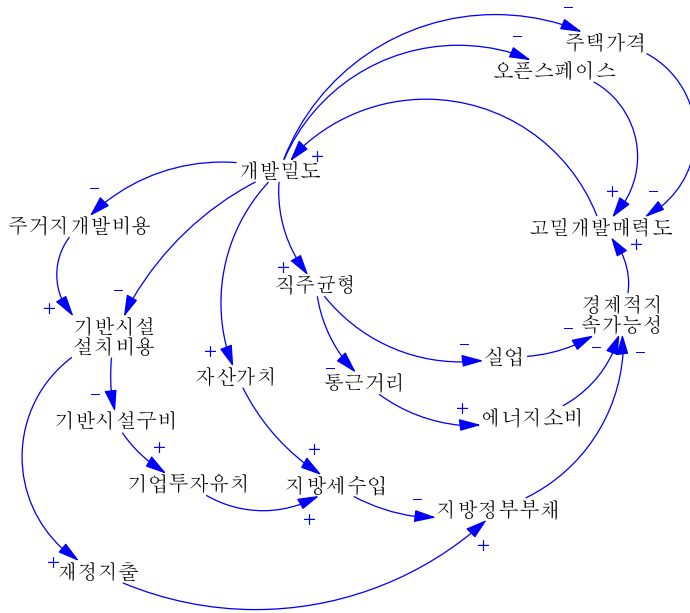 −
주택가격
−
오픈스페이스
+
개발밀도
−
+
−
주거지개발비용
고밀개발매력도
+
+
직주균형
−
경제적지
속가능성
+
기반시설
설치비용
−
−
−
−
+
실업
−
자산가치
통근거리
−
+
기반시설구비
에너지소비
+
+
기업투자유치
지방세수입
−
지방정부부채
+
+
+
재정지출